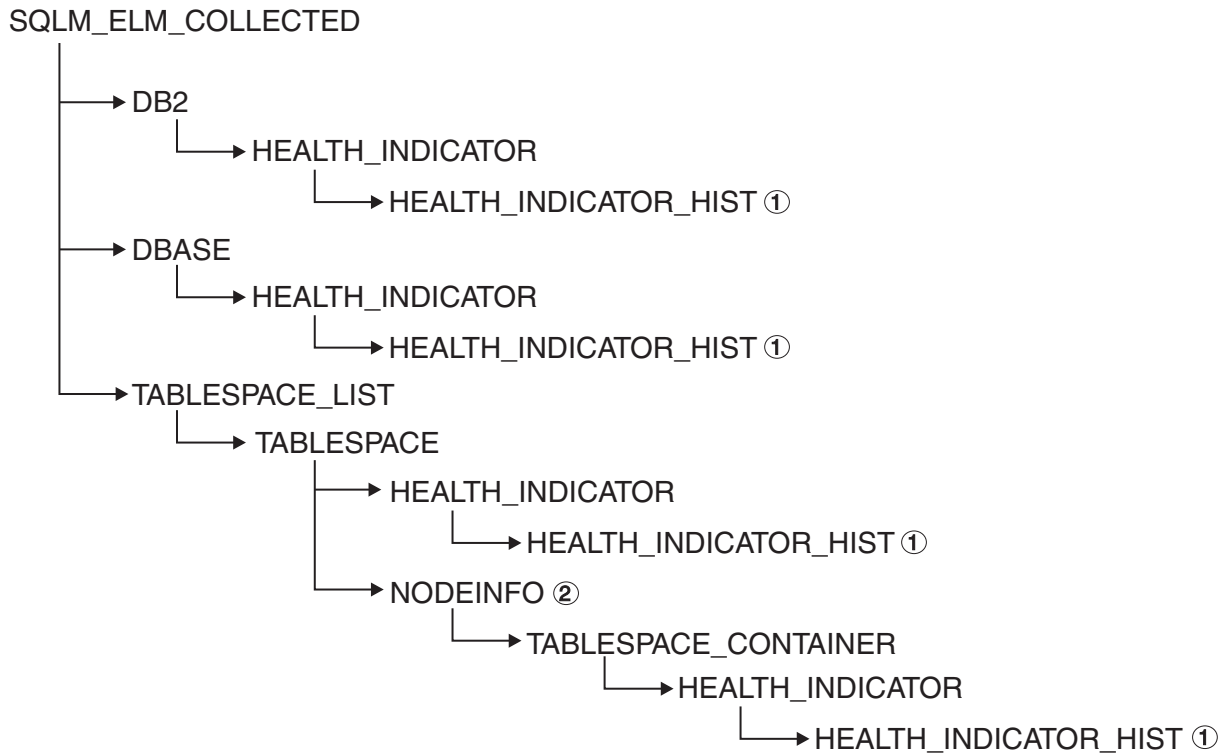 SQLM_ELM_COLLECTED
DB2
HEALTH_INDICATOR
HEALTH_INDICATOR_HIST ①
DBASE
HEALTH_INDICATOR
HEALTH_INDICATOR_HIST ①
TABLESPACE_LIST
TABLESPACE
HEALTH_INDICATOR
HEALTH_INDICATOR_HIST ①
NODEINFO ②
TABLESPACE_CONTAINER
HEALTH_INDICATOR
HEALTH_INDICATOR_HIST ①